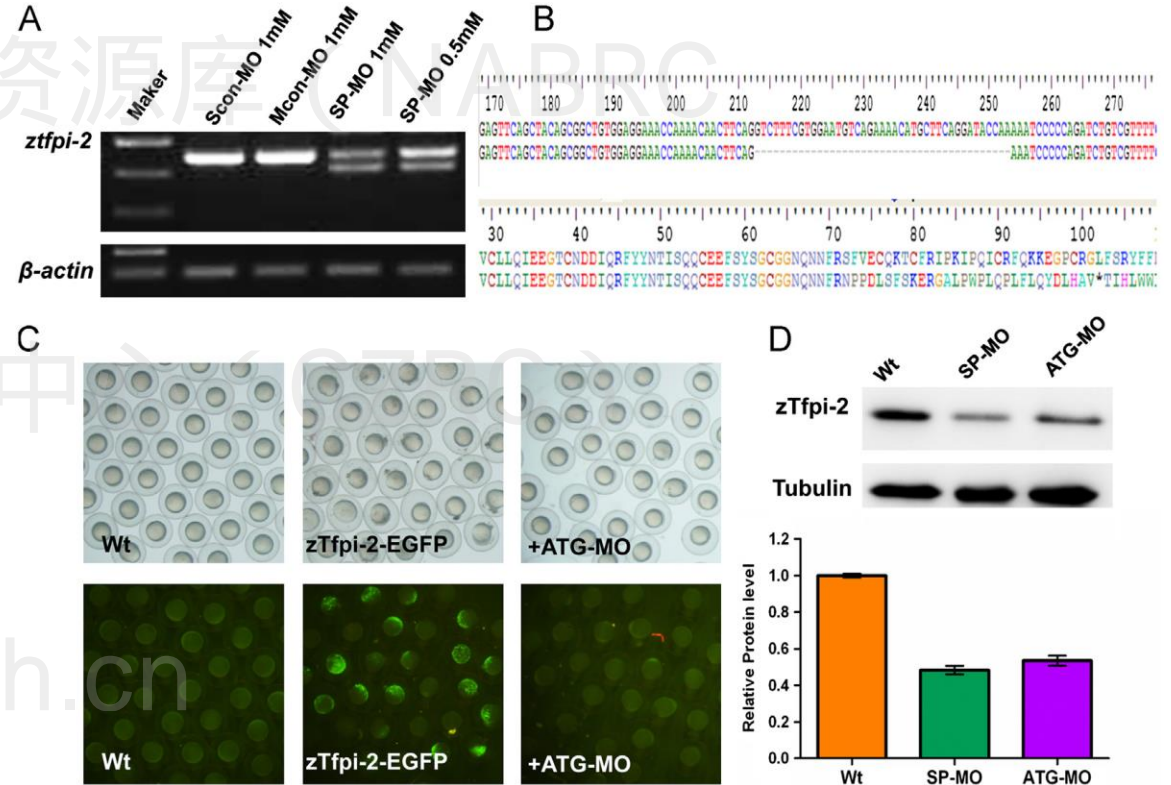 A
B
资源库（NABRC
Maker
Scon-MO 1mM
Mcon-MO 1mM
SP-MO 1mM
SP-MO 0.5mM
ztfpi-2
β-actin
170 180 190 200 210 220 230 240 250 260 270
GAGTTCAGCTACAGCGGCTGTGGAGGAAACCAAAACAACTTCAGGTCTTTCGTGGAATGTCAGAAAACATGCTTCAGGATACCAAAAATCCCCCAGATCTGTCGTTTT
GAGTTCAGCTACAGCGGCTGTGGAGGAAACCAAAACAACTTCAG-----------------------------------------AAATCCCCCAGATCTGTCGTTTT
30 40 50 60 70 80 90 100
VCLLQIEEGTCNDDIQRFYYNTISQQCEEFSYSGCGGNQNNFRSFVECQKTCFRIPKIPQICRFQKKEGPCRGLFSRYFF
VCLLQIEEGTCNDDIQRFYYNTISQQCEEFSYSGCGGNQNNFRNPPDLSFSKERGALPWPLQPLFLQYDLHAV*TIHLWW
C
D
Wt
zTfpi-2-EGFP
+ATG-MO
Wt
zTfpi-2-EGFP
+ATG-MO
h.cn
Wt
SP-MO
ATG-MO
zTfpi-2
Tubulin
Relative Protein level
1.2
1.0
0.8
0.6
0.4
0.2
0.0
Wt
SP-MO
ATG-MO